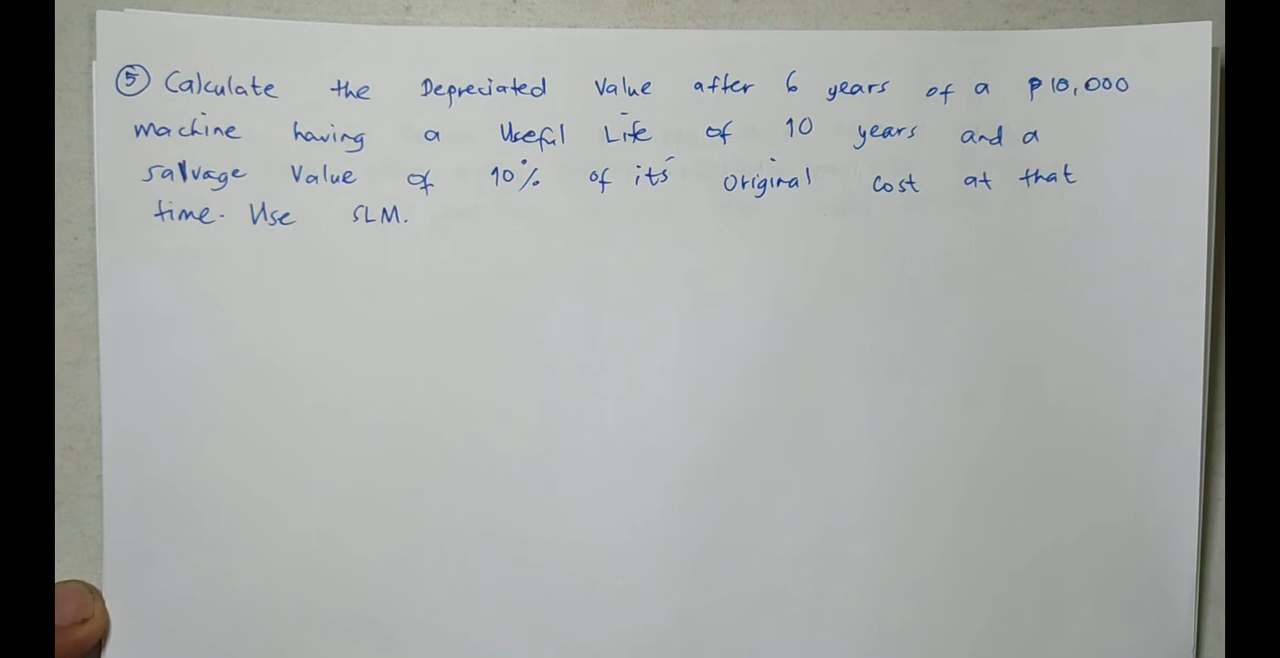 ⑤ Calculate the Depreciated Value after 6 years of a ₱10,000
machine having a Useful Life of 10 years and a
salvage Value of 10% of it's original cost at that
time. Use SLM.